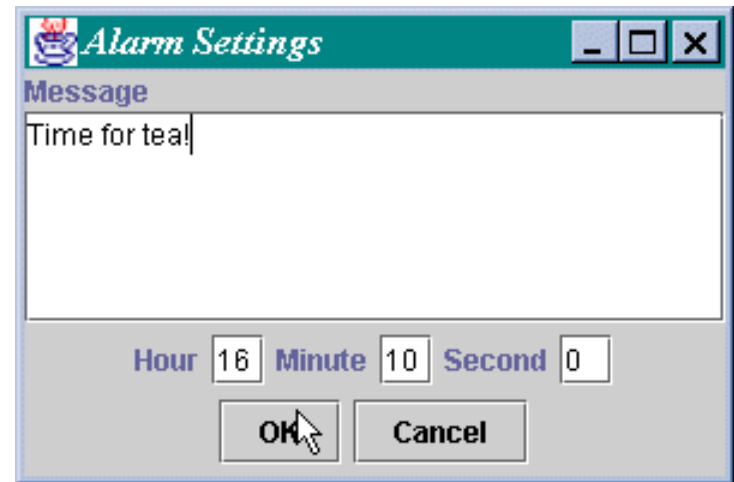 Alarm Settings
Message
Time for tea!
Hour 16 Minute 10 Second 0
OK Cancel